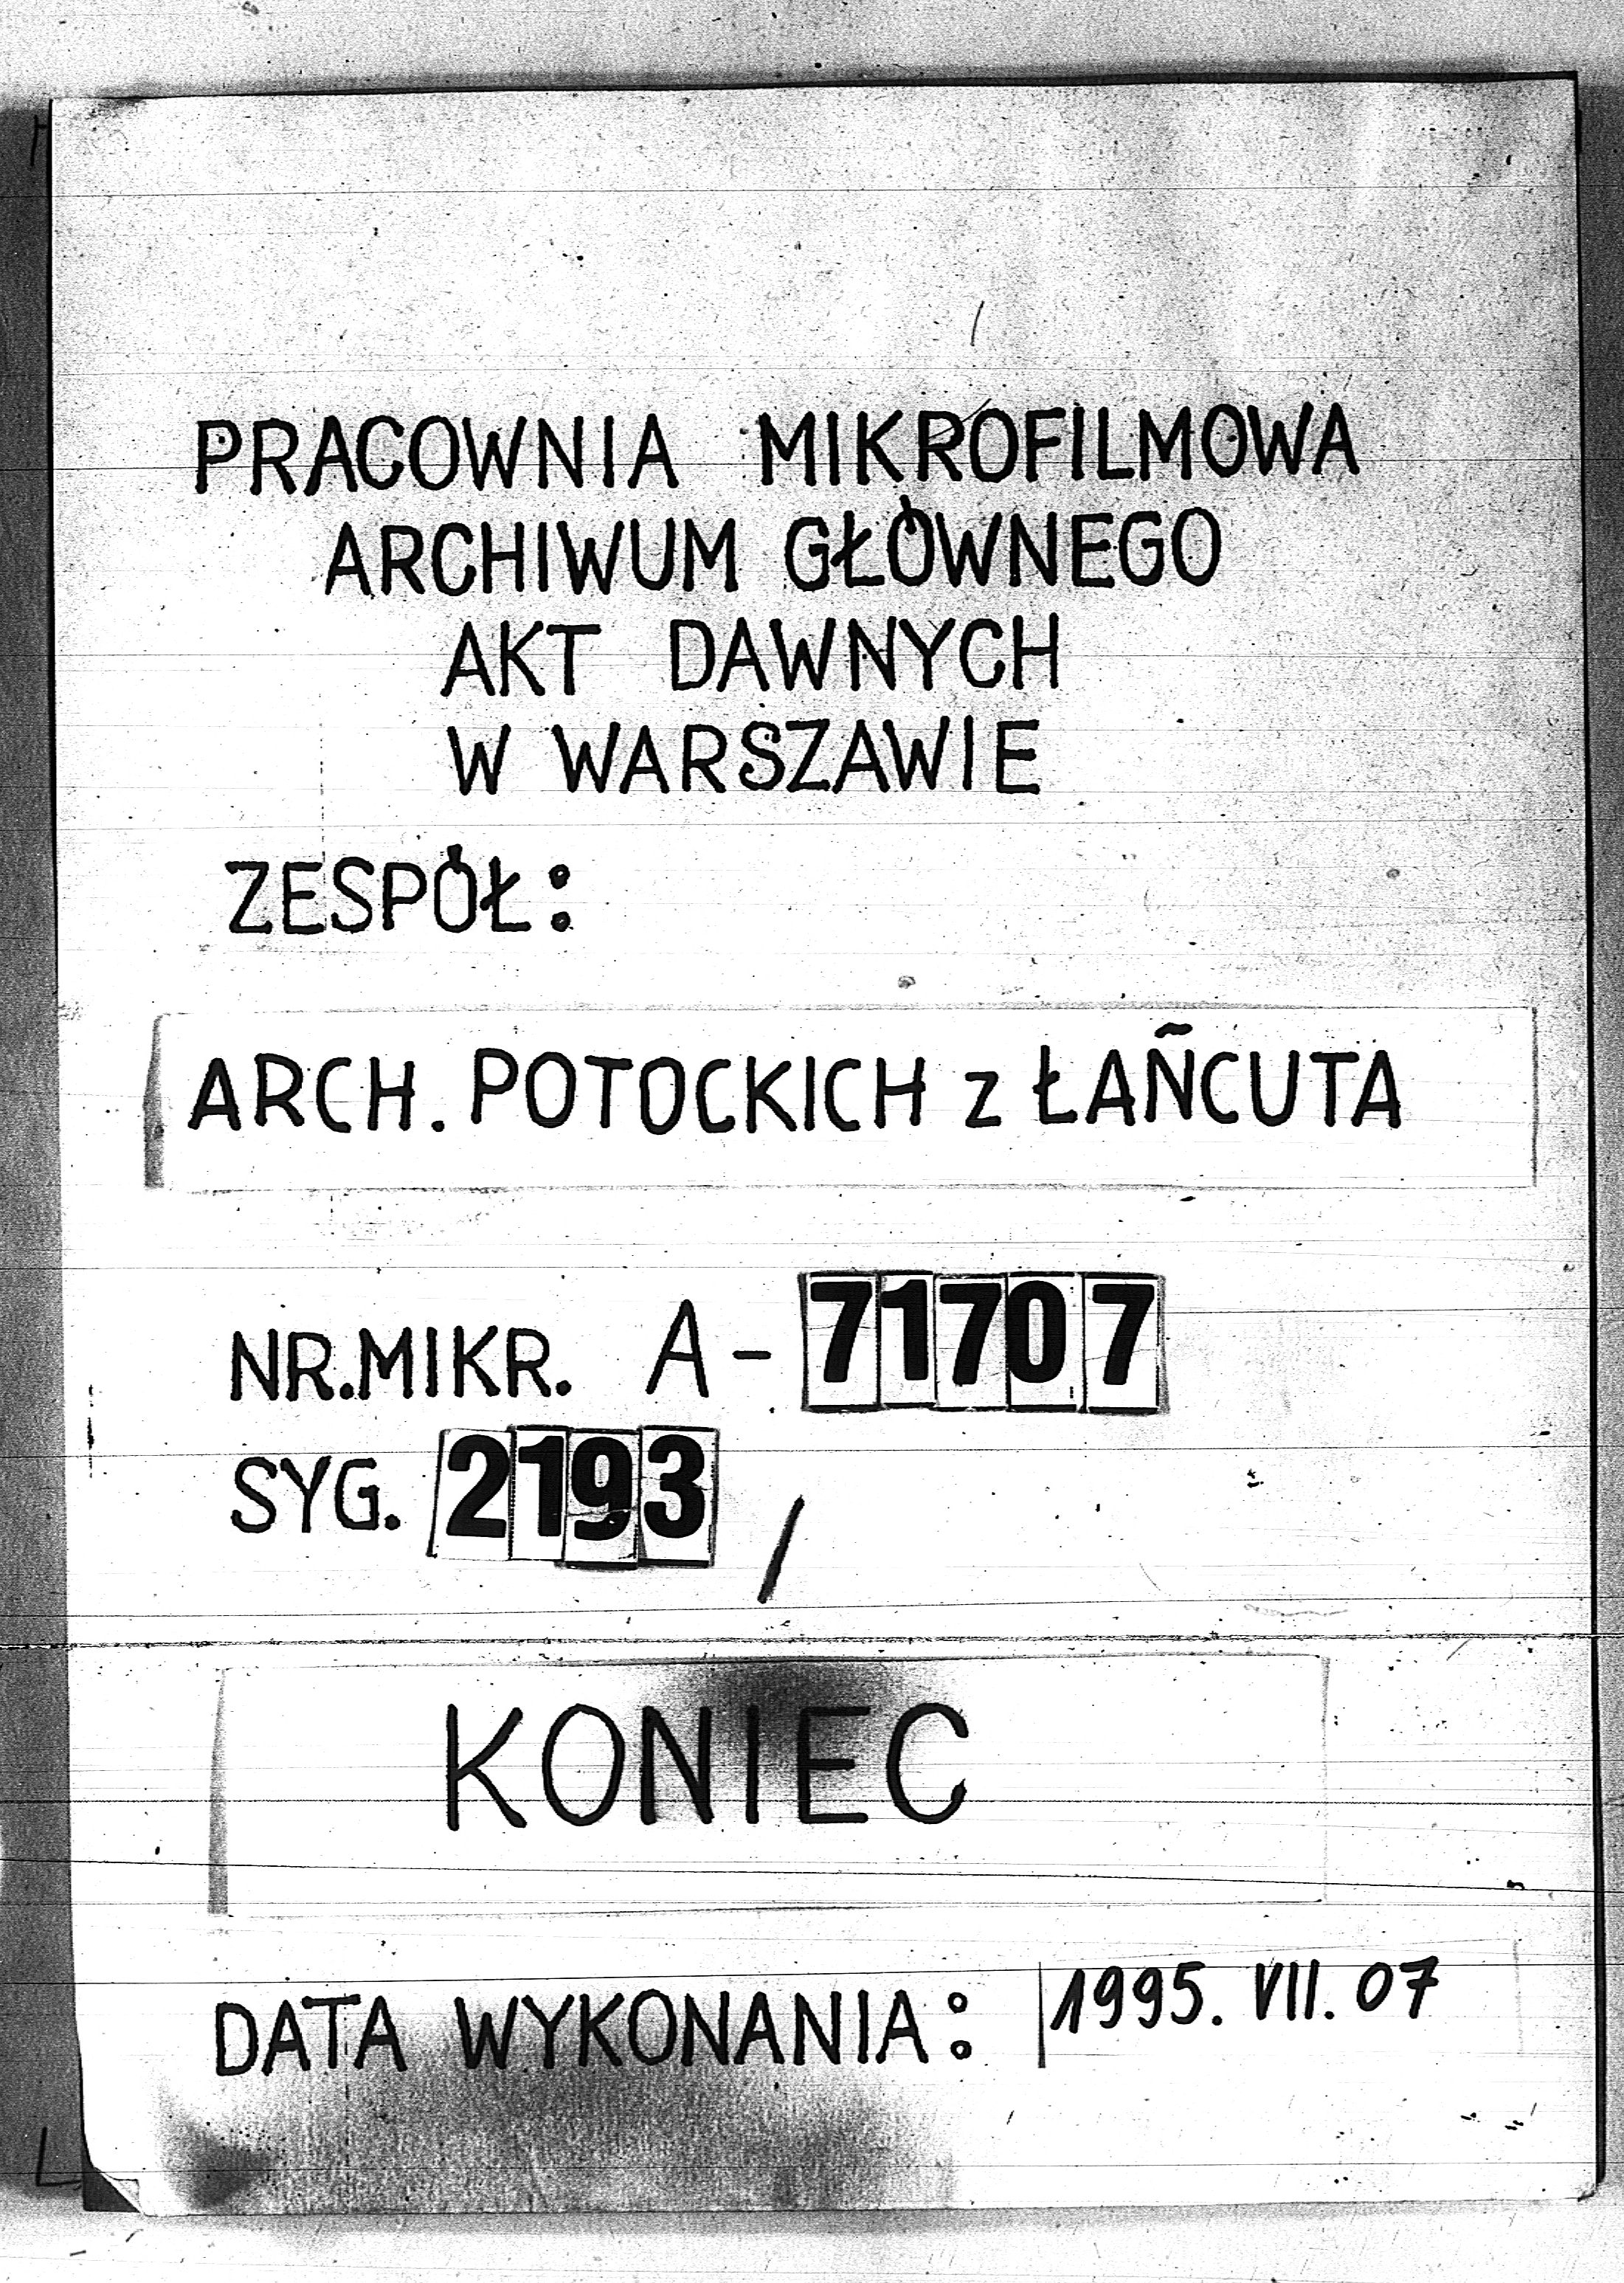 PRACOWNIA MIKROFILMOWA
ARCHIWUM GŁÓWNEGO
AKT DAWNYCH
W WARSZAWIE
ZESPÓŁ:
ARCH. POTOCKICH z ŁAŃCUTA
NR.MIKR. A-71707
SYG. 2193/
KONIEC
DATA WYKONANIA: 1995. VII. 07